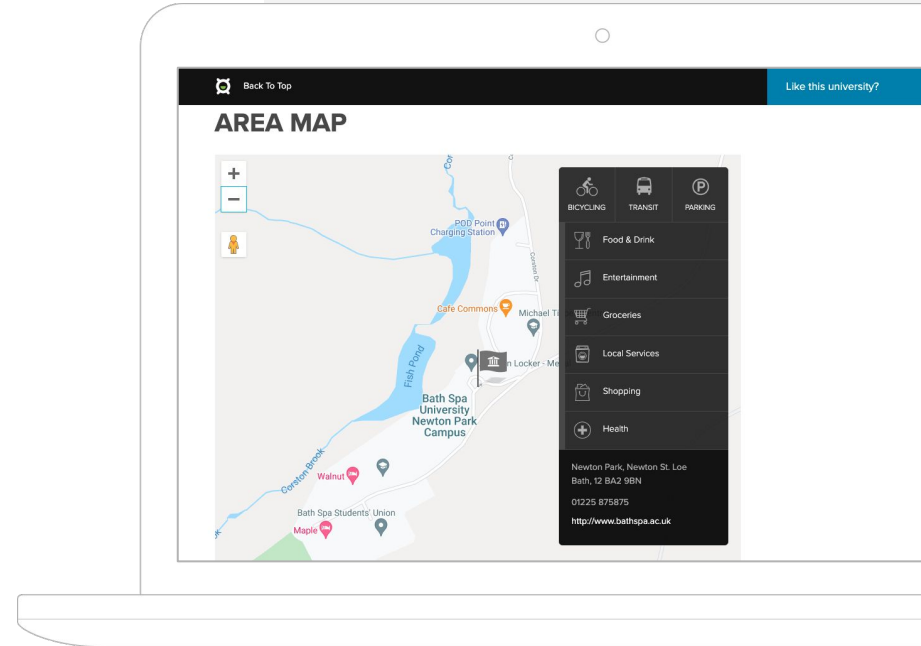 Back To Top
Like this university?
AREA MAP
BICYCLING
TRANSIT
PARKING
Food & Drink
Entertainment
Groceries
Local Services
Shopping
Health
Newton Park, Newton St. Loe
Bath, 12 BA2 9BN
01225 875875
http://www.bathspa.ac.uk
POD Point
Charging Station
Corston Dr
Cafe Commons
Michael
n Locker - Me
Fish Pond
Bath Spa
University
Newton Park
Campus
Corston Brook
Walnut
Bath Spa Students' Union
Maple